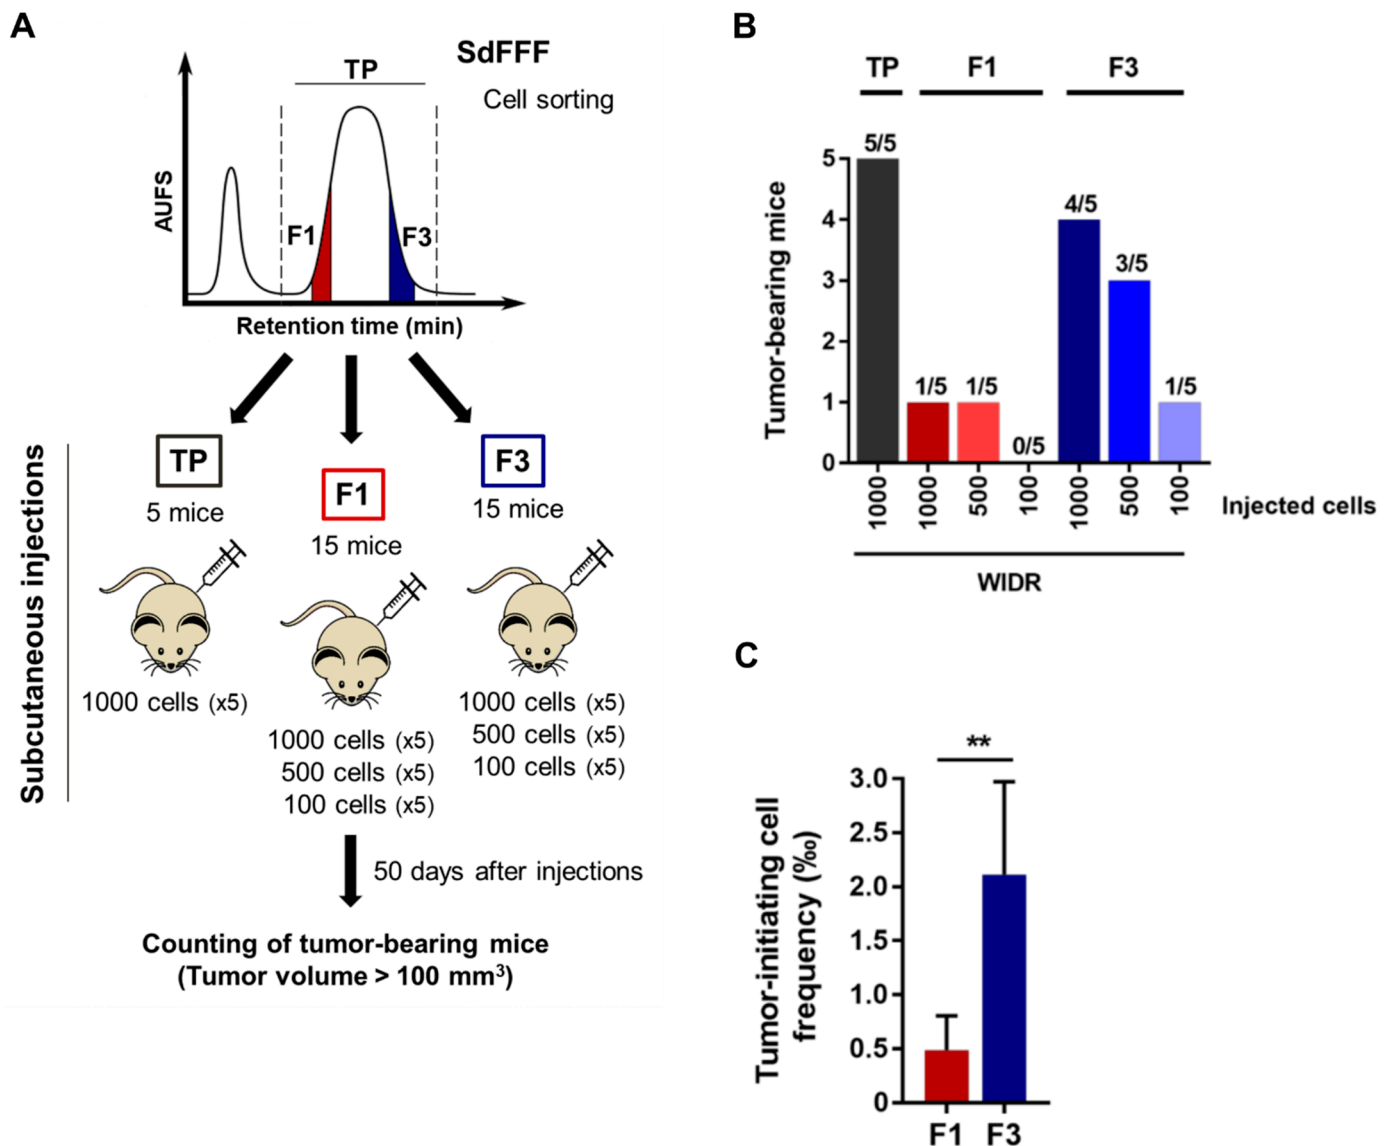 A
SdFFF
TP
Cell sorting
AUFS
F1
F3
Retention time (min)
Subcutaneous injections
TP
5 mice
F1
15 mice
F3
15 mice
1000 cells (x5)
1000 cells (x5)
500 cells (x5)
100 cells (x5)
1000 cells (x5)
500 cells (x5)
100 cells (x5)
50 days after injections
Counting of tumor-bearing mice
(Tumor volume > 100 mm³)
B
TP F1 F3
Tumor-bearing mice
5
4
3
2
1
0
5/5
1/5
1/5
0/5
4/5
3/5
1/5
1000 1000 500 100 1000 500 100
Injected cells
WIDR
C
**
Tumor-initiating cell
frequency (‰)
3.0
2.5
2.0
1.5
1.0
0.5
0
F1 F3